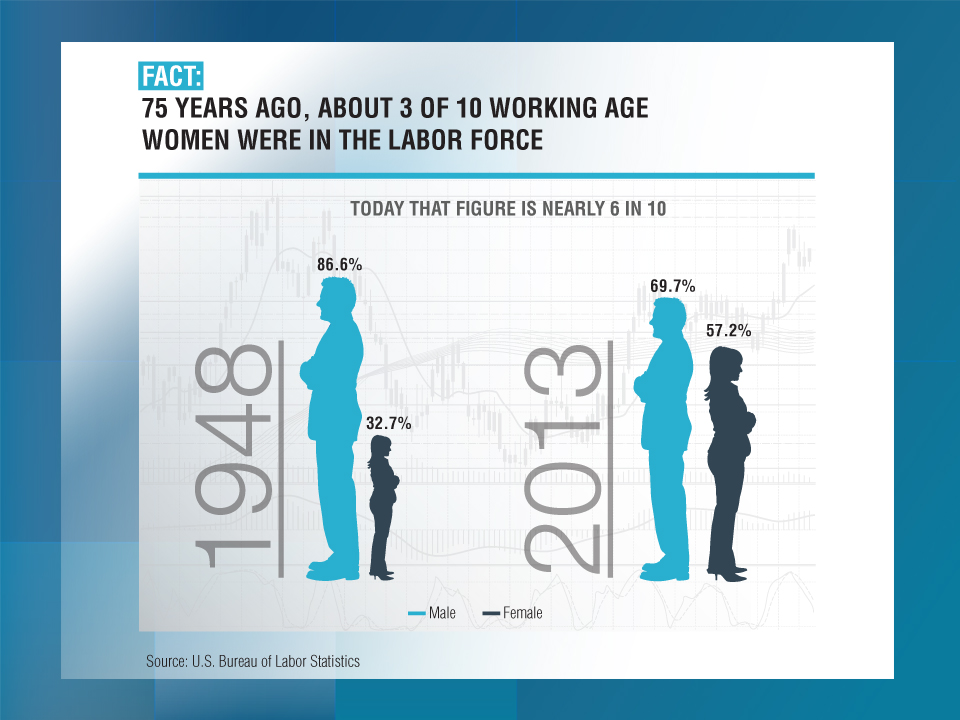 FACT:
75 YEARS AGO, ABOUT 3 OF 10 WORKING AGE
WOMEN WERE IN THE LABOR FORCE
TODAY THAT FIGURE IS NEARLY 6 IN 10
1948
86.6%
32.7%
2013
69.7%
57.2%
Male
Female
Source: U.S. Bureau of Labor Statistics